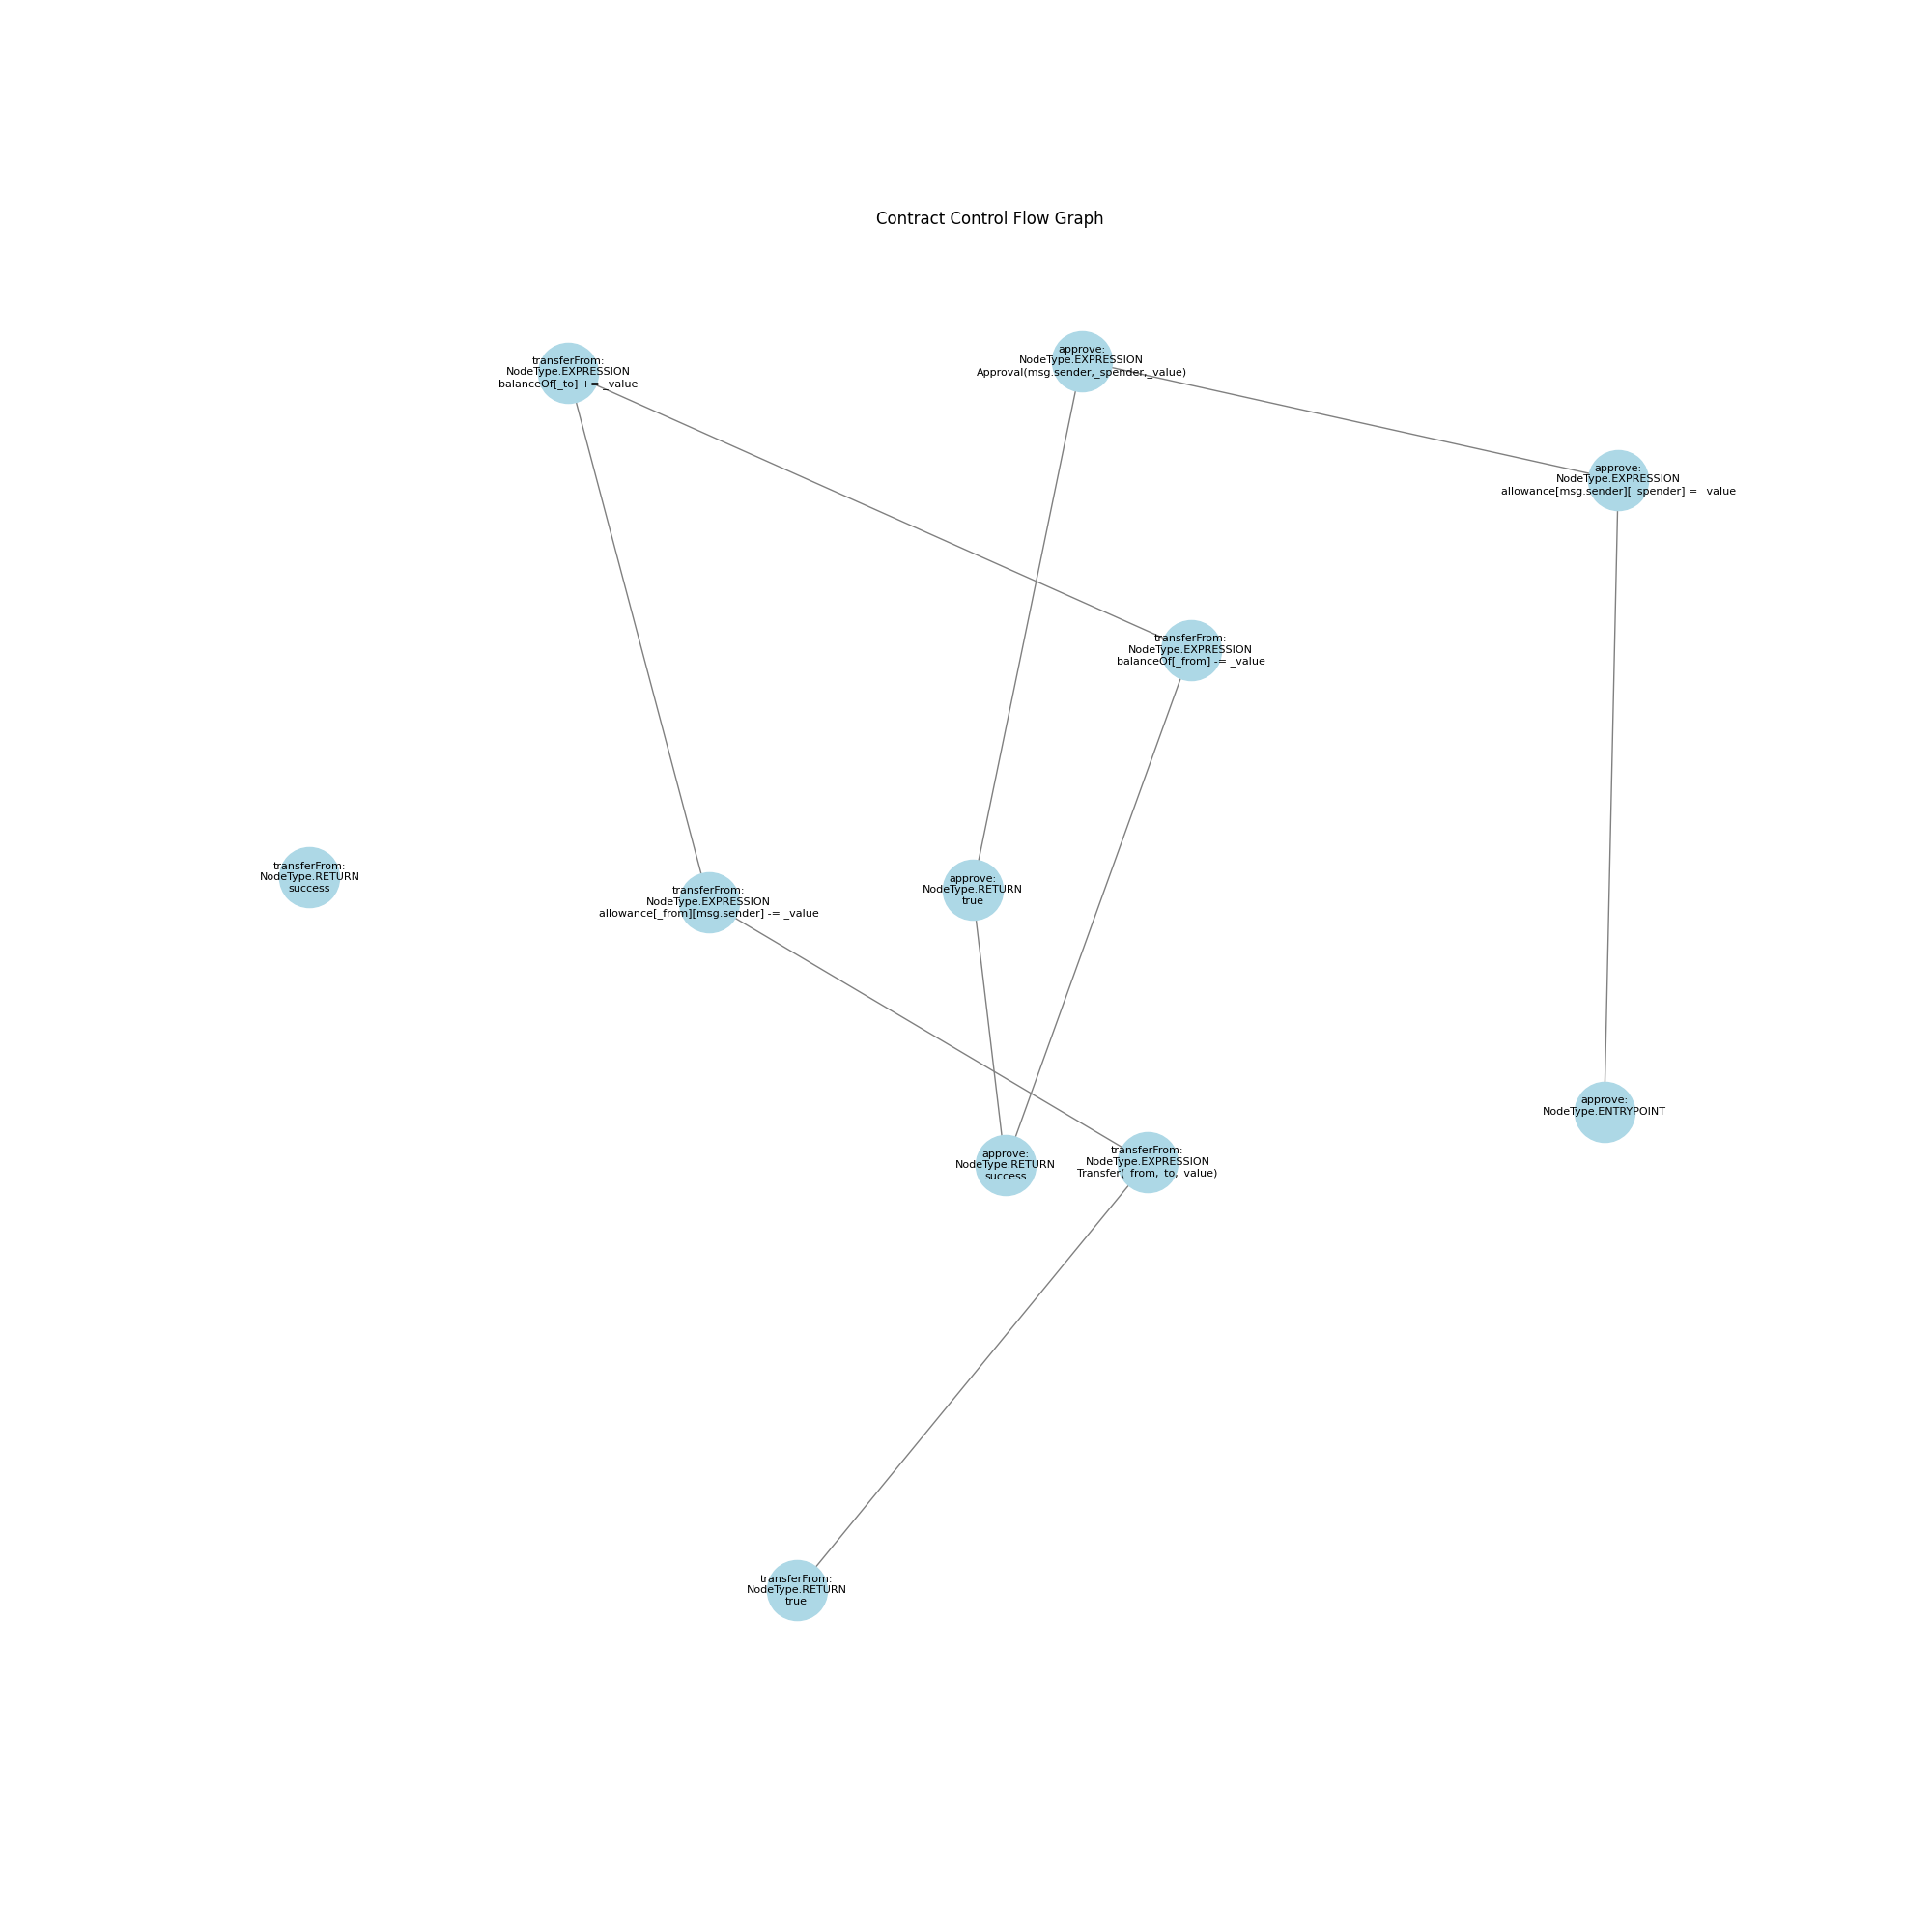 Contract Control Flow Graph
transferFrom:
NodeType.EXPRESSION
balanceOf[_to] += _value
approve:
NodeType.EXPRESSION
Approval(msg.sender,_spender,_value)
approve:
NodeType.EXPRESSION
allowance[msg.sender][_spender] = _value
transferFrom:
NodeType.EXPRESSION
balanceOf[_from] -= _value
transferFrom:
NodeType.RETURN
success
transferFrom:
NodeType.EXPRESSION
allowance[_from][msg.sender] -= _value
approve:
NodeType.RETURN
true
approve:
NodeType.ENTRYPOINT
approve:
NodeType.RETURN
success
transferFrom:
NodeType.EXPRESSION
Transfer(_from,_to,_value)
transferFrom:
NodeType.RETURN
true